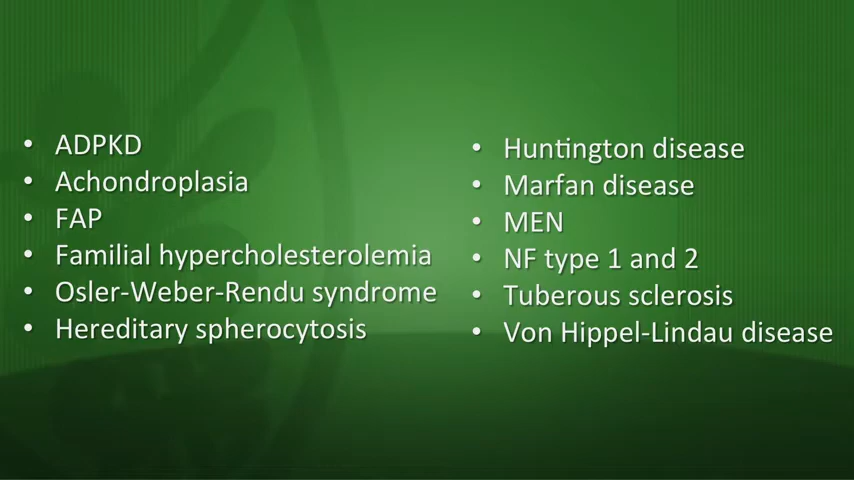 • ADPKD
• Achondroplasia
• FAP
• Familial hypercholesterolemia
• Osler-Weber-Rendu syndrome
• Hereditary spherocytosis
• Huntington disease
• Marfan disease
• MEN
• NF type 1 and 2
• Tuberous sclerosis
• Von Hippel-Lindau disease